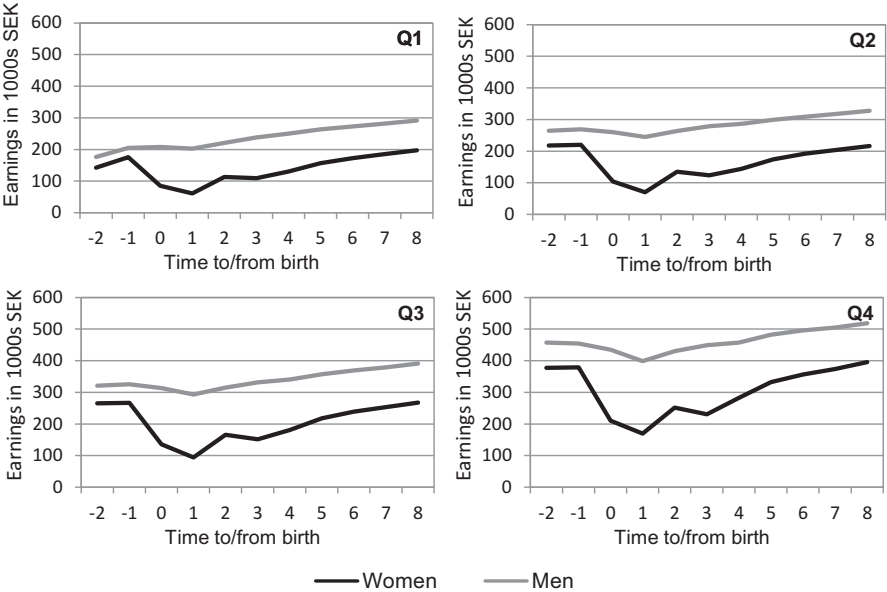 Q1
Earnings in 1000s SEK
600
500
400
300
200
100
0
-2 -1 0 1 2 3 4 5 6 7 8
Time to/from birth
Q2
Earnings in 1000s SEK
600
500
400
300
200
100
0
-2 -1 0 1 2 3 4 5 6 7 8
Time to/from birth
Q3
Earnings in 1000s SEK
600
500
400
300
200
100
0
-2 -1 0 1 2 3 4 5 6 7 8
Time to/from birth
Q4
Earnings in 1000s SEK
600
500
400
300
200
100
0
-2 -1 0 1 2 3 4 5 6 7 8
Time to/from birth
Women Men